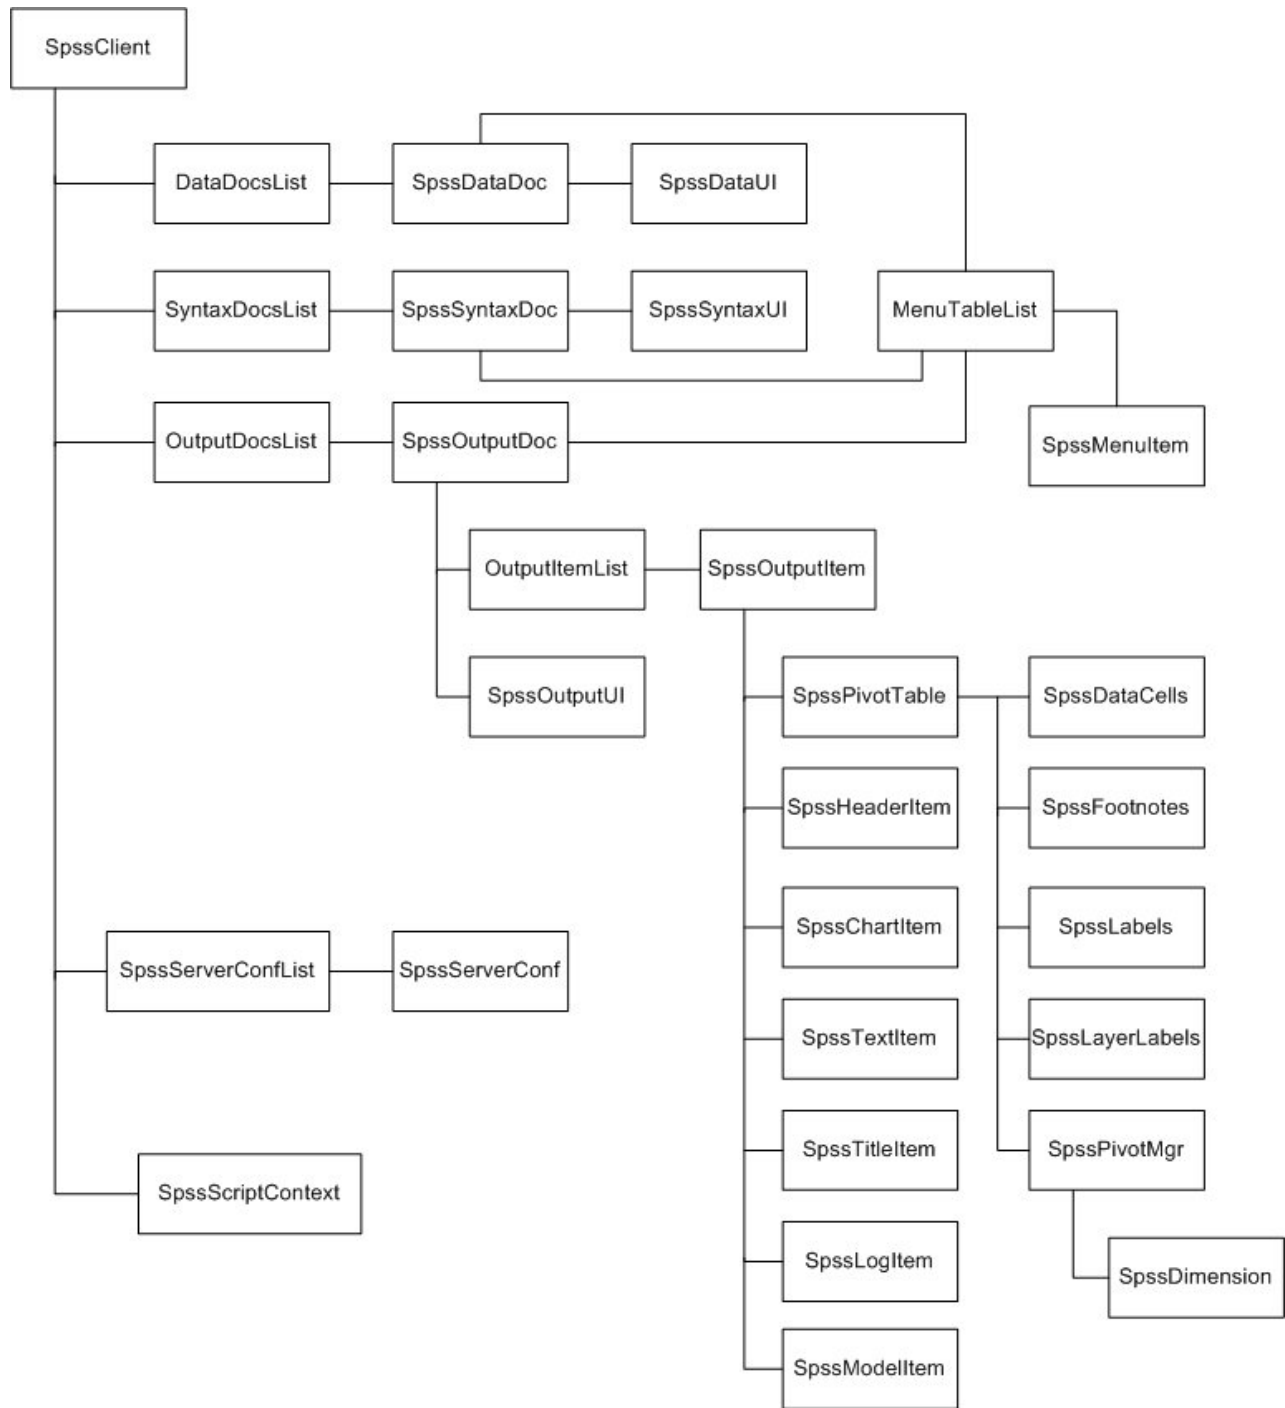 SpssClient
DataDocsList
SpssDataDoc
SpssDataUI
SyntaxDocsList
SpssSyntaxDoc
SpssSyntaxUI
MenuTableList
OutputDocsList
SpssOutputDoc
SpssMenuItem
OutputItemList
SpssOutputItem
SpssOutputUI
SpssPivotTable
SpssDataCells
SpssHeaderItem
SpssFootnotes
SpssChartItem
SpssLabels
SpssServerConfList
SpssServerConf
SpssTextItem
SpssLayerLabels
SpssTitleItem
SpssPivotMgr
SpssScriptContext
SpssLogItem
SpssDimension
SpssModelItem